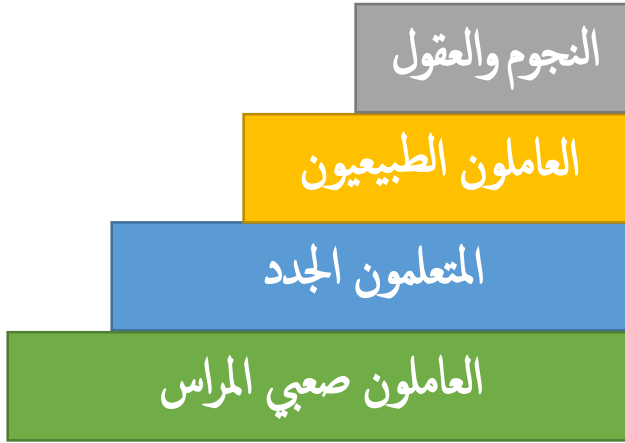 النجوم والعقول
العاملون الطبيعيون
المتعلمون الجدد
العاملون صعبي المراس